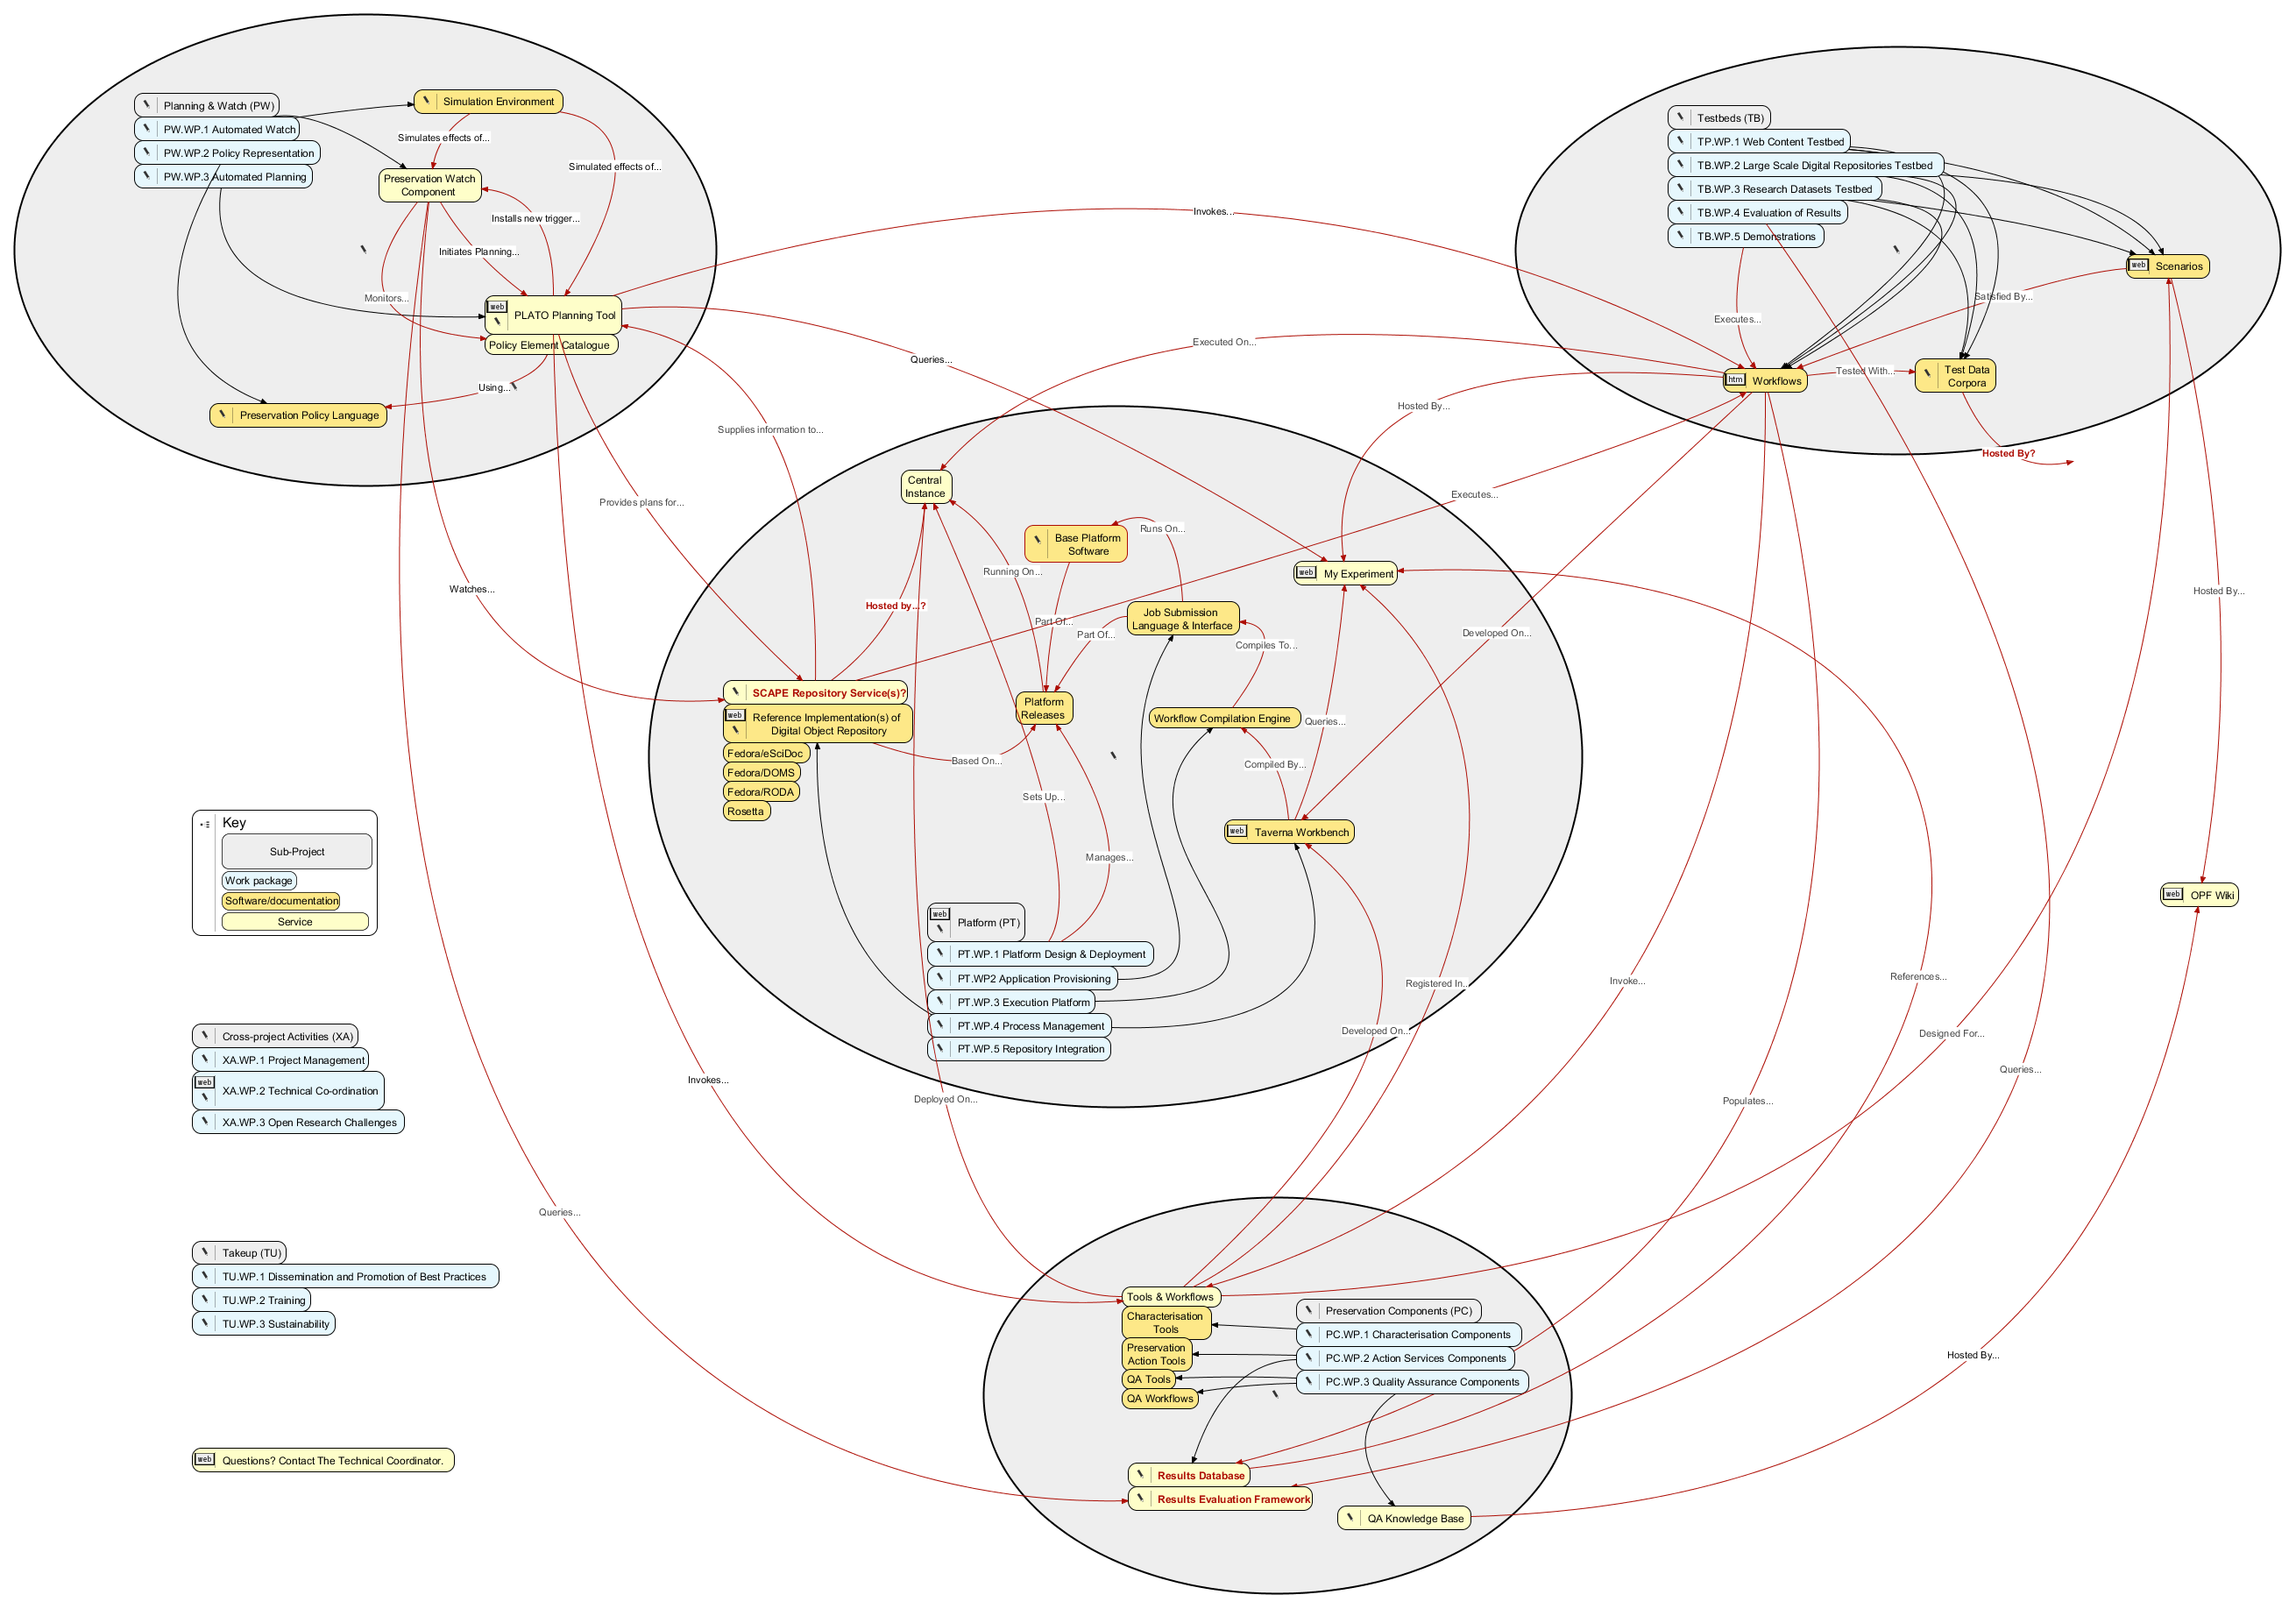 Planning & Watch (PW)
PW.WP.1 Automated Watch
PW.WP.2 Policy Representation
PW.WP.3 Automated Planning
Simulation Environment
Simulates effects of...
Simulated effects of...
Preservation Watch
Component
Installs new trigger...
Initiates Planning...
Monitors...
web
PLATO Planning Tool
Policy Element Catalogue
Using...
Preservation Policy Language
Testbeds (TB)
TP.WP.1 Web Content Testbed
TB.WP.2 Large Scale Digital Repositories Testbed
TB.WP.3 Research Datasets Testbed
TB.WP.4 Evaluation of Results
TB.WP.5 Demonstrations
web
Scenarios
Satisfied By...
Executes...
htm
Workflows
Tested With...
Test Data
Corpora
Hosted By?
Invokes...
Queries...
Executed On...
Hosted By...
Supplies information to...
Provides plans for...
Executes...
Watches...
Developed On...
Hosted By...
Central
Instance
Base Platform
Software
Runs On...
Running On...
web
My Experiment
Hosted by...?
Part Of...
Part Of...
Job Submission
Language & Interface
Compiles To...
SCAPE Repository Service(s)?
web
Reference Implementation(s) of
Digital Object Repository
Fedora/eSciDoc
Fedora/DOMS
Fedora/RODA
Rosetta
Platform
Releases
Workflow Compilation Engine
Queries...
Based On...
Compiled By...
Sets Up...
web
Taverna Workbench
Manages...
web
Platform (PT)
PT.WP.1 Platform Design & Deployment
PT.WP2 Application Provisioning
PT.WP.3 Execution Platform
PT.WP.4 Process Management
PT.WP.5 Repository Integration
Registered In...
Developed On...
Deployed On...
Invokes...
Invoke...
References...
Designed For...
Queries...
Populates...
web
OPF Wiki
Key
Sub-Project
Work package
Software/documentation
Service
Cross-project Activities (XA)
XA.WP.1 Project Management
web
XA.WP.2 Technical Co-ordination
XA.WP.3 Open Research Challenges
Queries...
Takeup (TU)
TU.WP.1 Dissemination and Promotion of Best Practices
TU.WP.2 Training
TU.WP.3 Sustainability
web
Questions? Contact The Technical Coordinator.
Tools & Workflows
Characterisation
Tools
Preservation
Action Tools
QA Tools
QA Workflows
Preservation Components (PC)
PC.WP.1 Characterisation Components
PC.WP.2 Action Services Components
PC.WP.3 Quality Assurance Components
Hosted By...
Results Database
Results Evaluation Framework
QA Knowledge Base